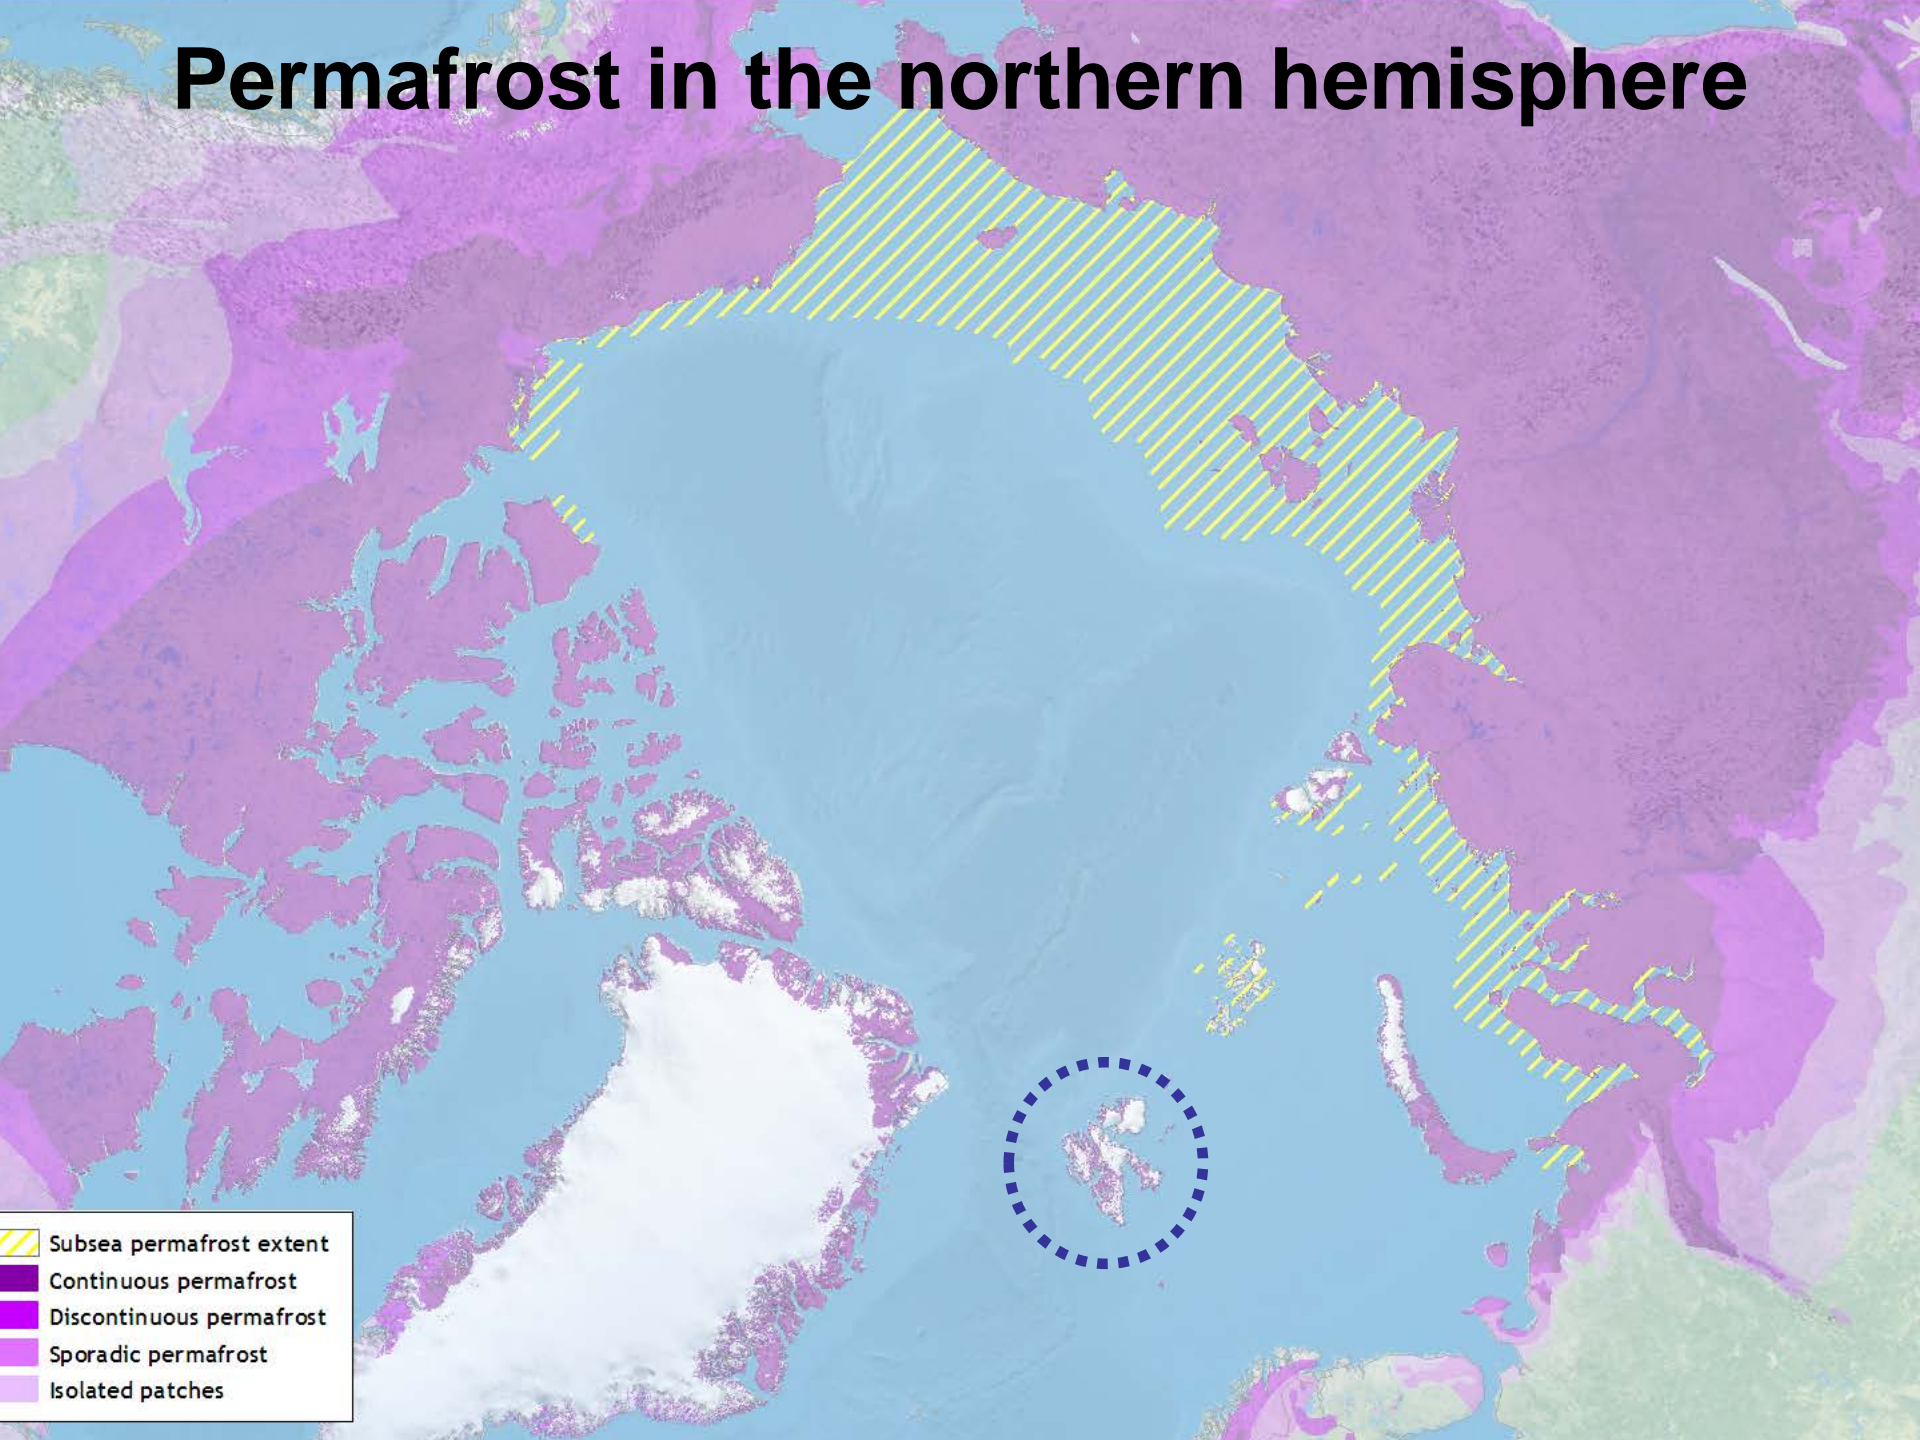 Permafrost in the northern hemisphere
Subsea permafrost extent
Continuous permafrost
Discontinuous permafrost
Sporadic permafrost
Isolated patches